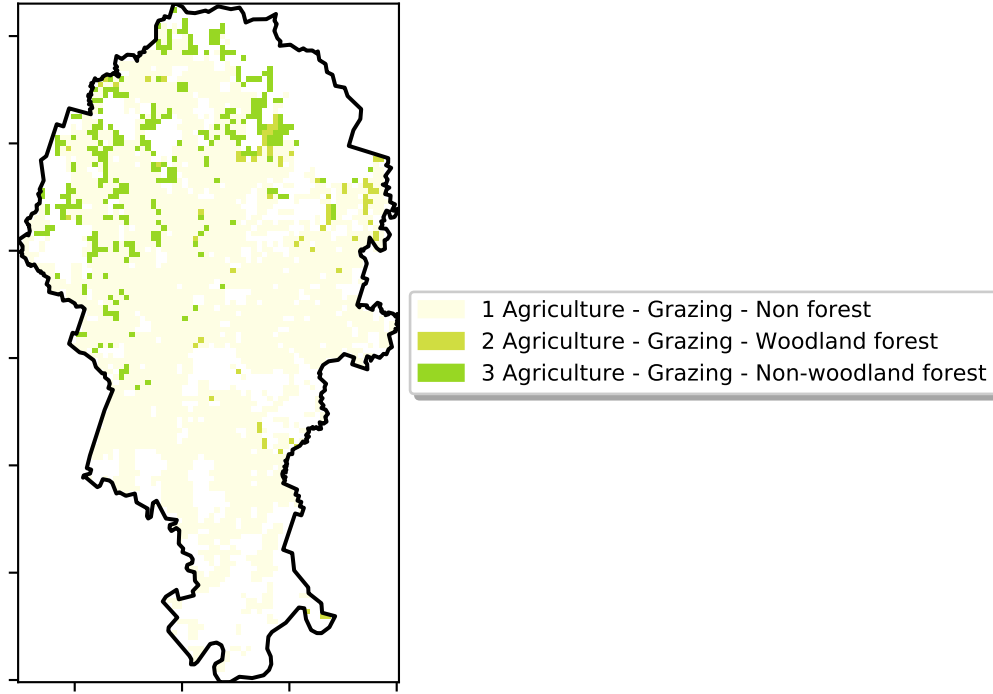 1 Agriculture - Grazing - Non forest
2 Agriculture - Grazing - Woodland forest
3 Agriculture - Grazing - Non-woodland forest